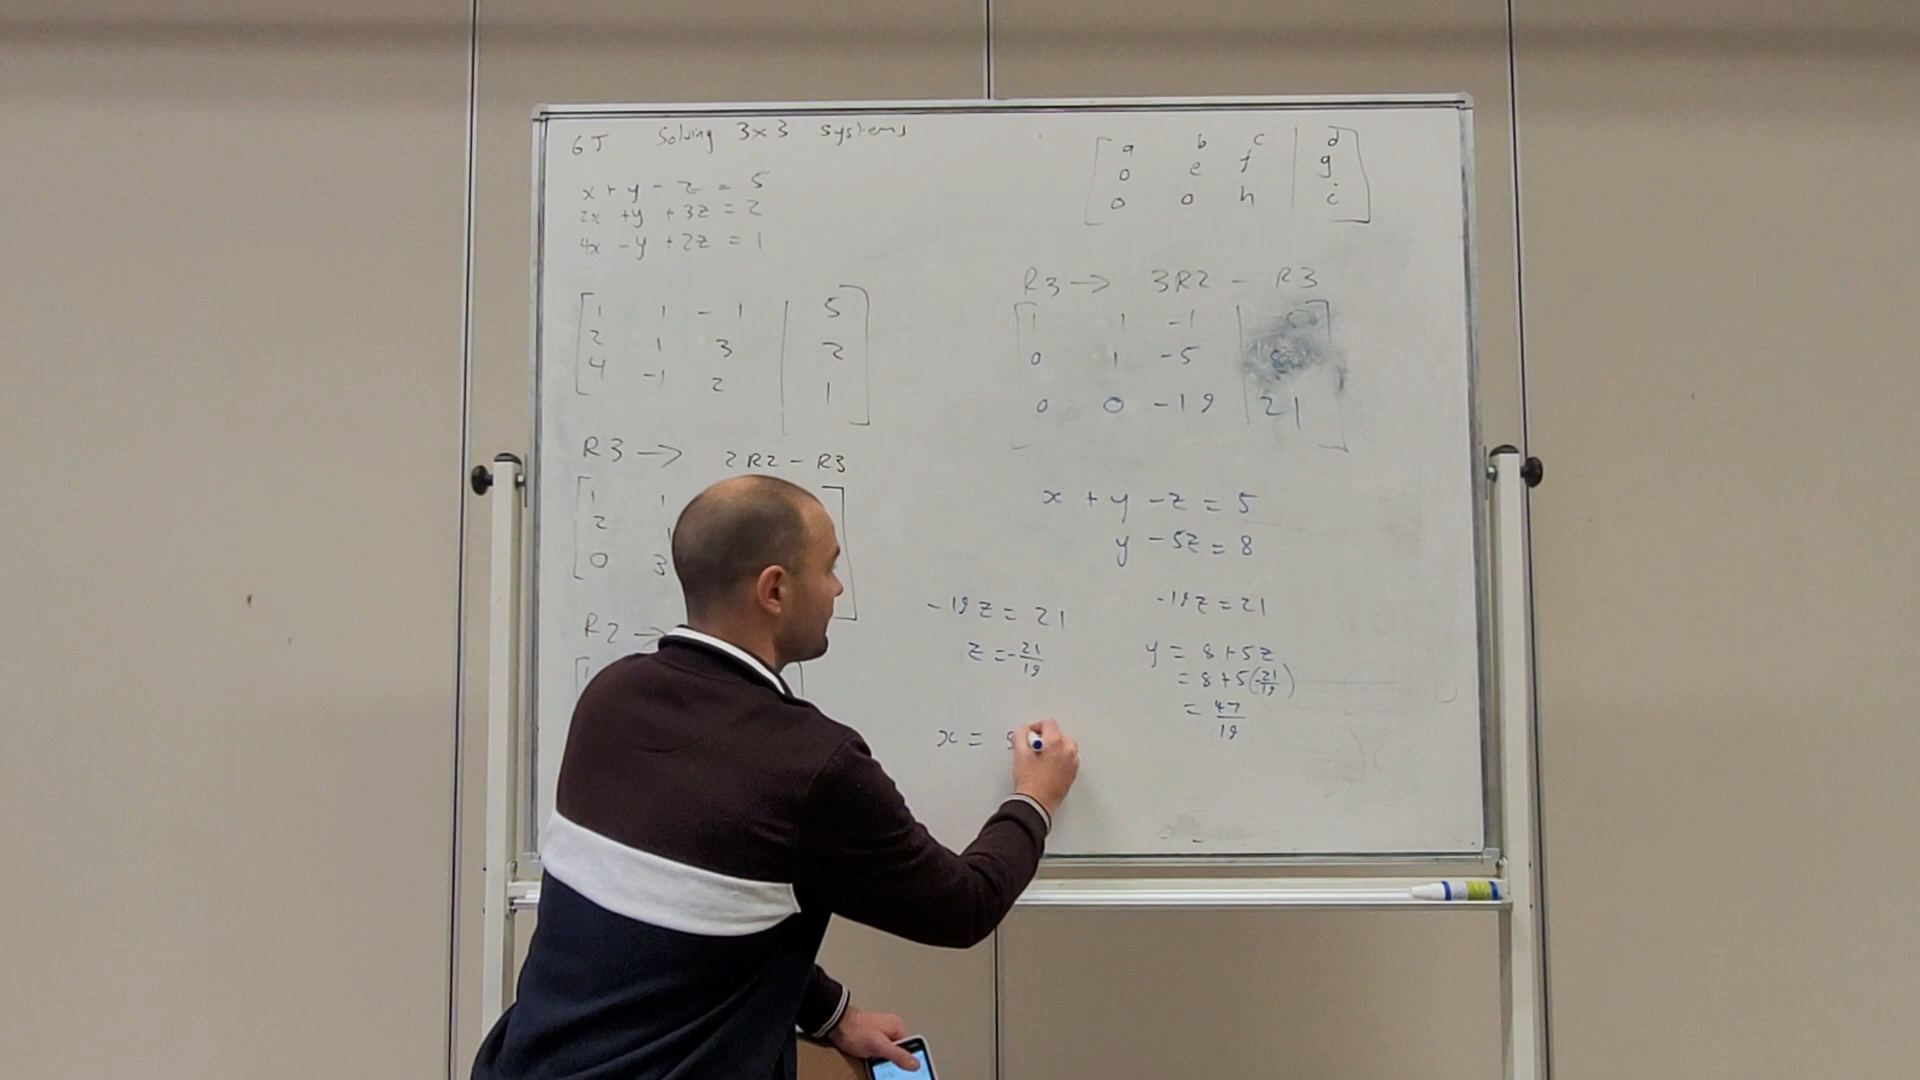 6J Solving 3x3 systems
x + y - z = 5
2x + y + 3z = 2
4x - y + 2z = 1
1 1 -1 | 5
2 1 3 | 2
4 -1 2 | 1
R3 → 2R2 - R3
1 1
2 1
0 3
R2 →
a b c | d
0 e f | g
0 0 h | i
R3 → 3R2 - R3
1 1 -1
0 1 -5 | 8
0 0 -19 | 21
x + y - z = 5
y - 5z = 8
-19z = 21
-19z = 21
z = -21/19
y = 8 + 5z
= 8 + 5(-21/19)
= 47/19
x =